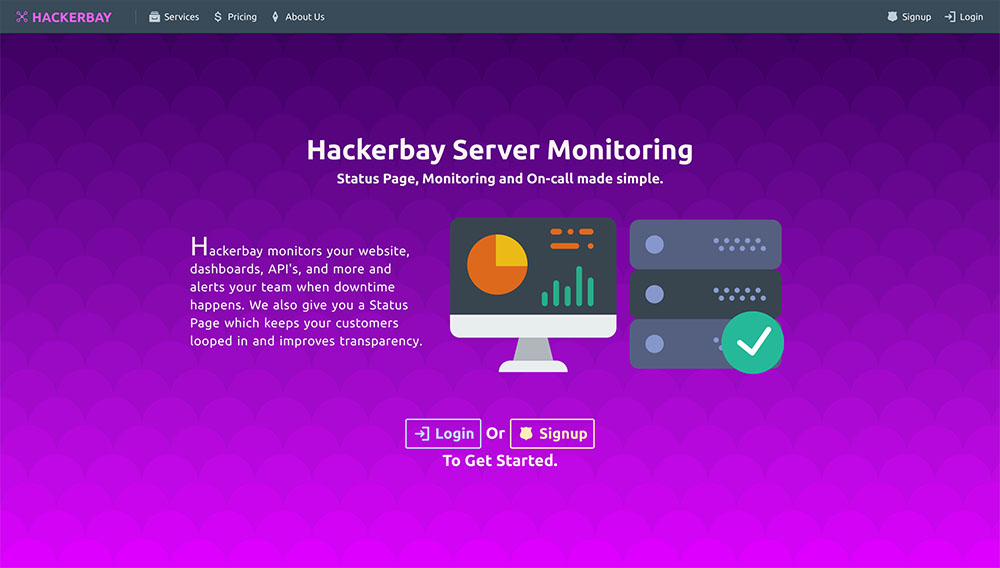 HACKERBAY Services Pricing About Us Signup Login
Hackerbay Server Monitoring
Status Page, Monitoring and On-call made simple.
Hackerbay monitors your website,
dashboards, API's, and more and
alerts your team when downtime
happens. We also give you a Status
Page which keeps your customers
looped in and improves transparency.
Login Or Signup
To Get Started.